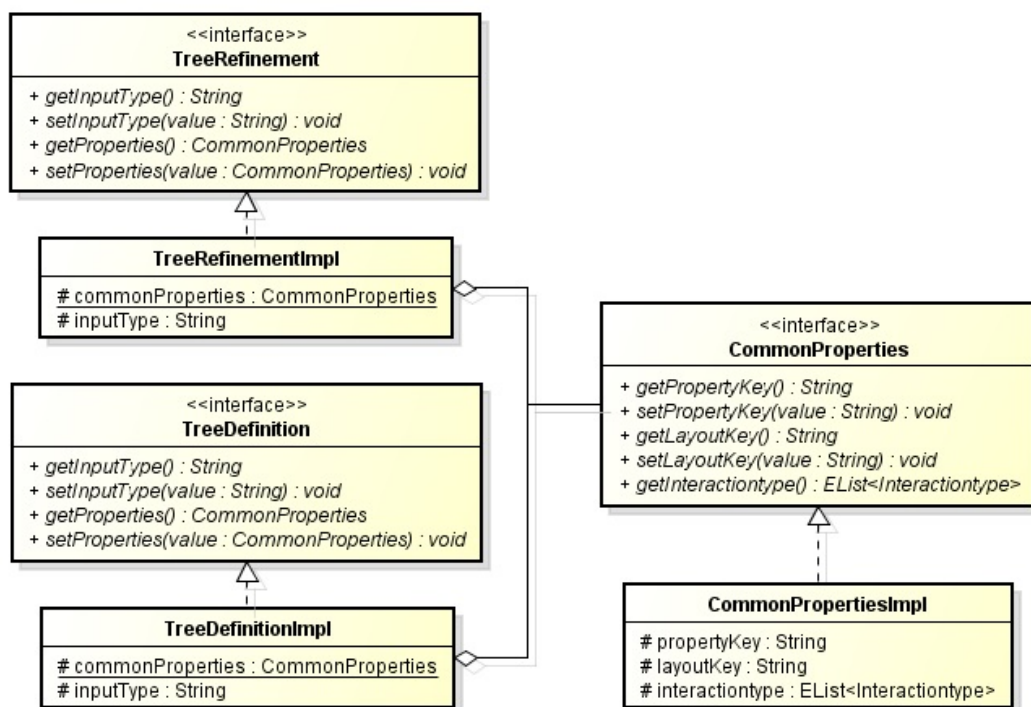 <<interface>>
TreeRefinement
+ getInputType() : String
+ setInputType(value : String) : void
+ getProperties() : CommonProperties
+ setProperties(value : CommonProperties) : void
TreeRefinementImpl
# commonProperties : CommonProperties
# inputType : String
<<interface>>
TreeDefinition
+ getInputType() : String
+ setInputType(value : String) : void
+ getProperties() : CommonProperties
+ setProperties(value : CommonProperties) : void
TreeDefinitionImpl
# commonProperties : CommonProperties
# inputType : String
<<interface>>
CommonProperties
+ getPropertyKey() : String
+ setPropertyKey(value : String) : void
+ getLayoutKey() : String
+ setLayoutKey(value : String) : void
+ getInteractiontype() : EList<Interactiontype>
CommonPropertiesImpl
# propertyKey : String
# layoutKey : String
# interactiontype : EList<Interactiontype>